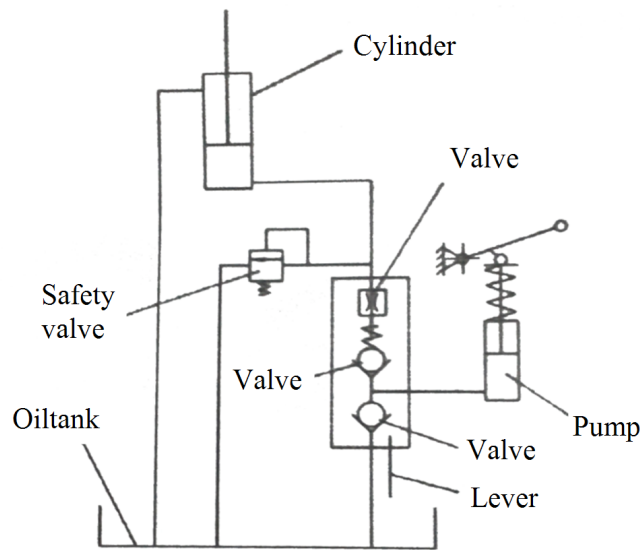 Cylinder
Valve
Safety
valve
Valve
Oiltank
Pump
Valve
Lever